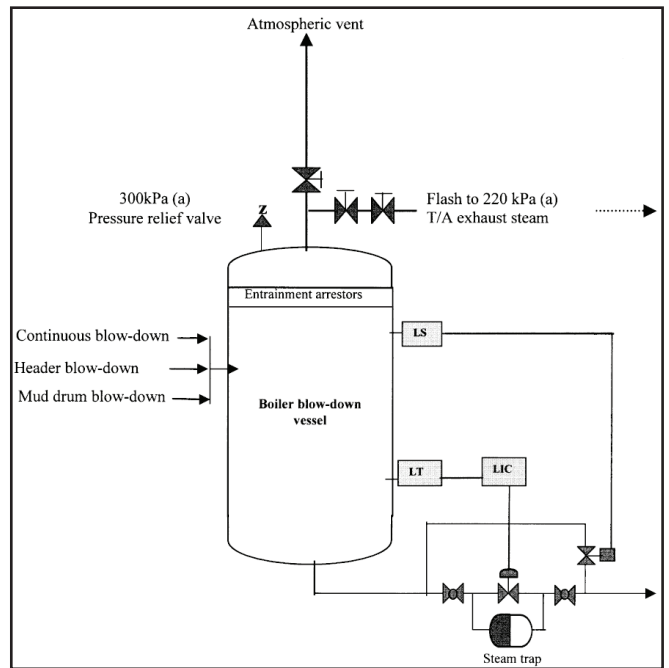 Atmospheric vent
300kPa (a)
Pressure relief valve
Z
Flash to 220 kPa (a)
T/A exhaust steam
Entrainment arrestors
Continuous blow-down
Header blow-down
Mud drum blow-down
LS
Boiler blow-down
vessel
LT
LIC
Steam trap